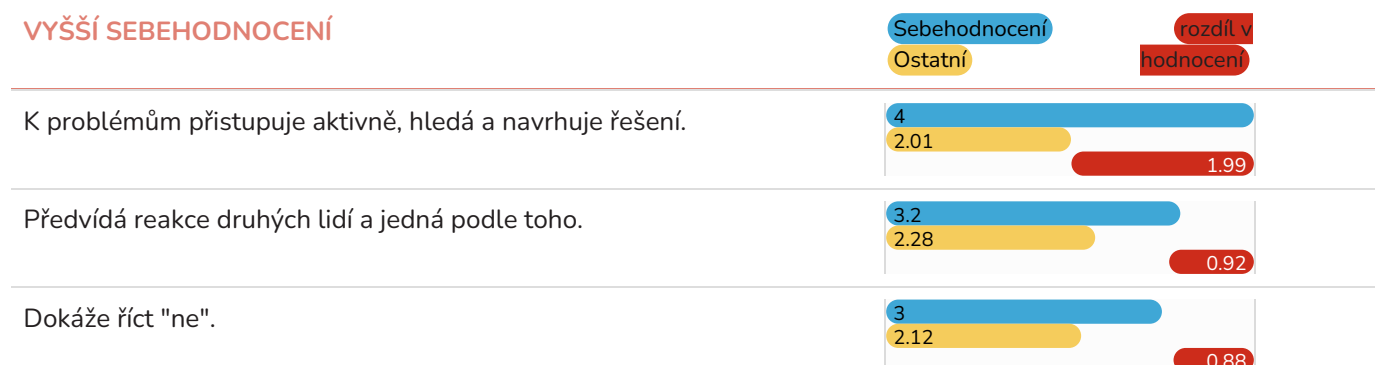 VYŠŠÍ SEBEHODNOCENÍ
Sebehodnocení
Ostatní
rozdíl v
hodnocení
K problémům přistupuje aktivně, hledá a navrhuje řešení.
4
2.01
1.99
Předvídá reakce druhých lidí a jedná podle toho.
3.2
2.28
0.92
Dokáže říct "ne".
3
2.12
0.88